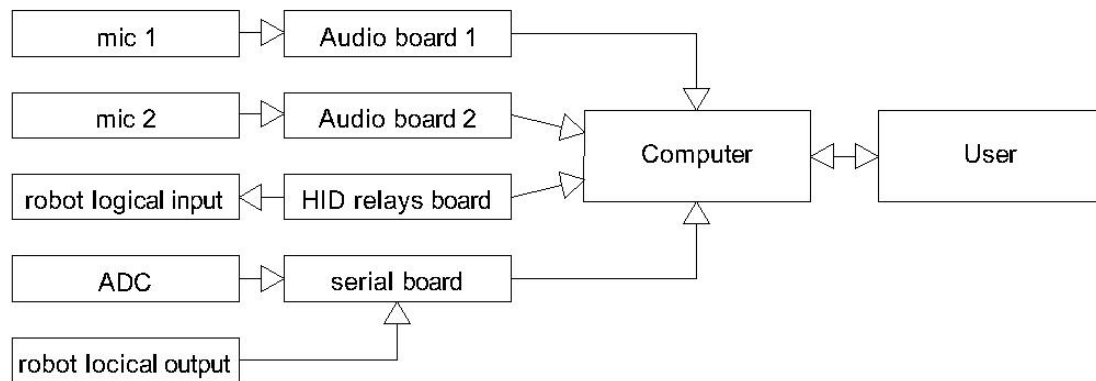 mic 1
Audio board 1
mic 2
Audio board 2
Computer
User
robot logical input
HID relays board
ADC
serial board
robot locical output